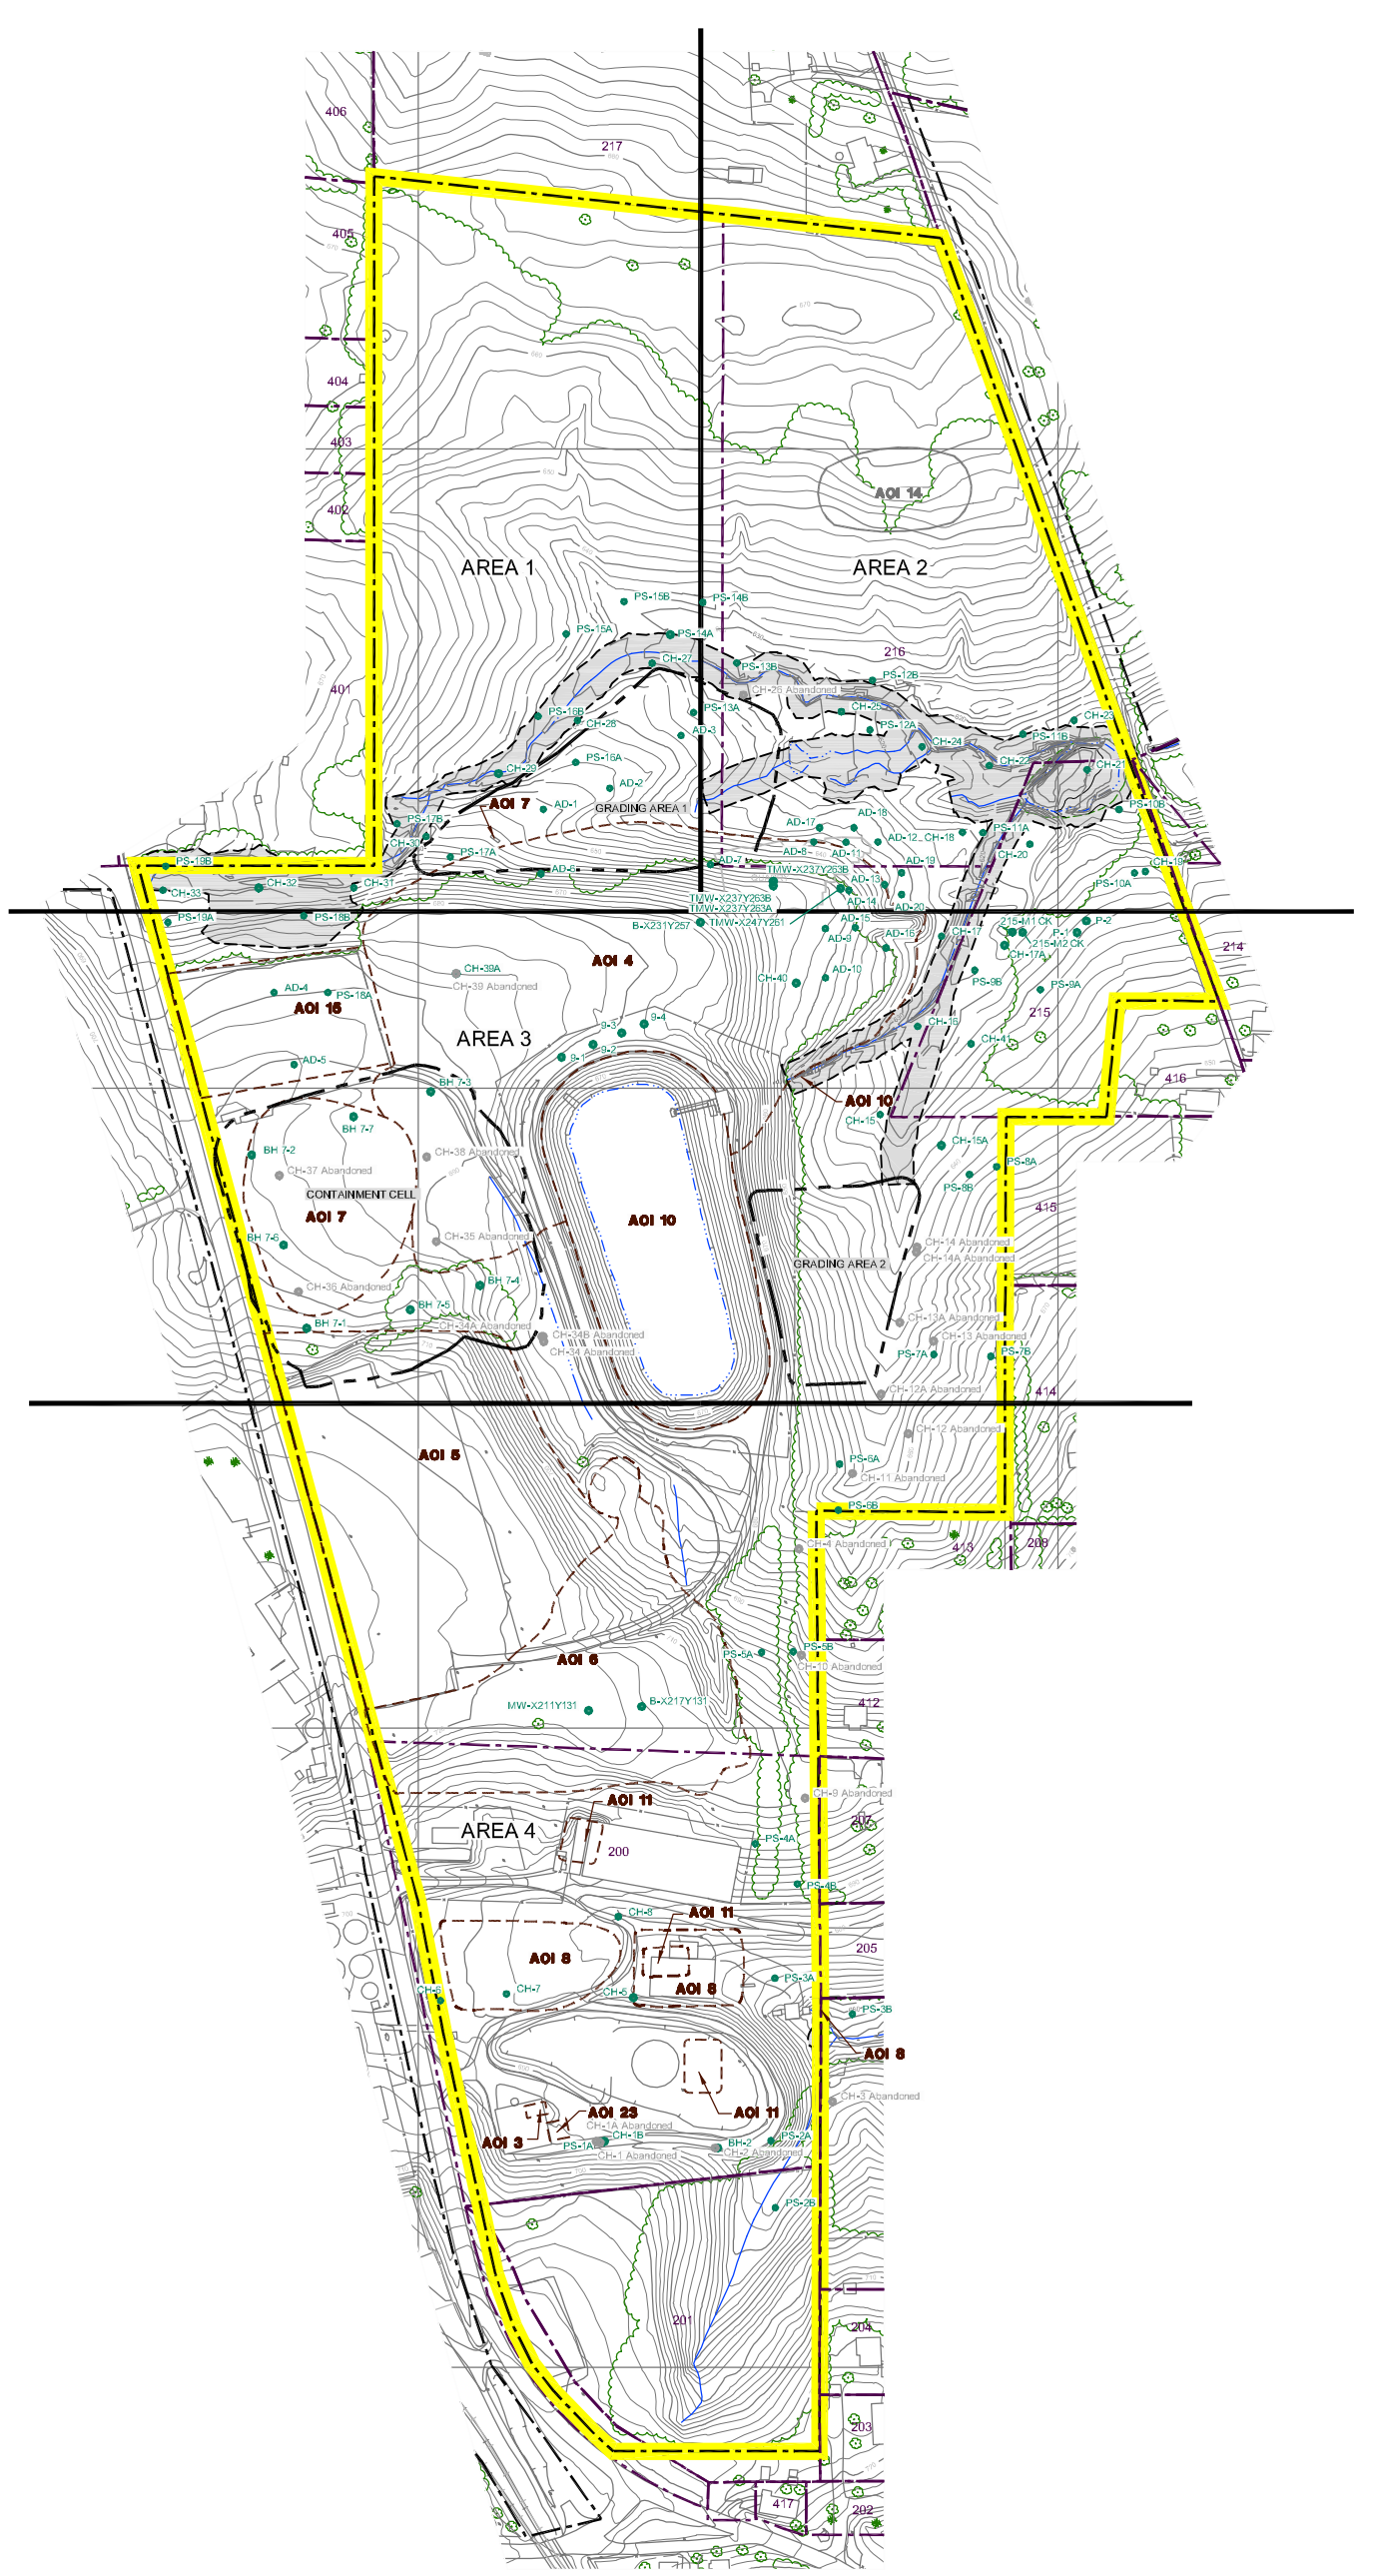 406
217
405
404
403
402
401
AOI 14
AREA 1
AREA 2
216
PS-15B
PS-14B
PS-15A
PS-14A
CH-27
PS-13B
PS-12B
CH-26 Abandoned
PS-16B
CH-28
PS-13A
CH-25
PS-12A
CH-23
PS-11B
AD-3
CH-24
PS-16A
CH-29
CH-22
CH-21
AD-2
AOI 7
AD-1
GRADING AREA 1
PS-10B
PS-17B
CH-30
AD-17
AD-18
AD-12
CH-18
PS-11A
CH-20
PS-17A
AD-8
AD-11
AD-19
AD-7
AD-6
TMW-X237Y263B
PS-19B
CH-19
PS-10A
CH-33
CH-32
CH-31
AD-13
AD-14
AD-20
TMW-X237Y263B
TMW-X237Y263A
PS-19A
PS-18B
B-X231Y257
TMW-X247Y261
AD-15
AD-9
AD-16
CH-17
215-M1 CK
P-2
P-1
215-M2 CK
CH-17A
214
AOI 4
CH-39A
CH-39 Abandoned
CH-40
AD-10
PS-9B
PS-9A
AD-4
PS-18A
AOI 15
215
AREA 3
9-4
9-3
9-2
9-1
CH-16
CH-41
AD-5
416
BH 7-3
AOI 10
CH-15
BH 7-7
BH 7-2
CH-38 Abandoned
CH-15A
PS-8A
PS-8B
CH-37 Abandoned
CONTAINMENT CELL
AOI 7
AOI 10
415
BH 7-6
CH-35 Abandoned
CH-14 Abandoned
CH-14A Abandoned
GRADING AREA 2
CH-36 Abandoned
BH 7-4
BH 7-5
BH 7-1
CH-34A Abandoned
CH-34B Abandoned
CH-34 Abandoned
CH-13A Abandoned
CH-13 Abandoned
PS-7A
PS-7B
CH-12A Abandoned
414
CH-12 Abandoned
AOI 5
PS-6A
CH-11 Abandoned
PS-6B
CH-4 Abandoned
413
208
AOI 6
PS-5A
PS-5B
CH-10 Abandoned
MW-X211Y131
B-X217Y131
412
CH-9 Abandoned
AOI 11
207
AREA 4
200
PS-4A
PS-4B
CH-8
AOI 11
AOI 8
205
AOI 8
PS-3A
CH-6
CH-7
CH-5
PS-3B
AOI 8
CH-3 Abandoned
AOI 23
AOI 11
CH-1A Abandoned
AOI 3
PS-1A
CH-1B
CH-1 Abandoned
BH-2
PS-2A
CH-2 Abandoned
PS-2B
201
204
203
417
202